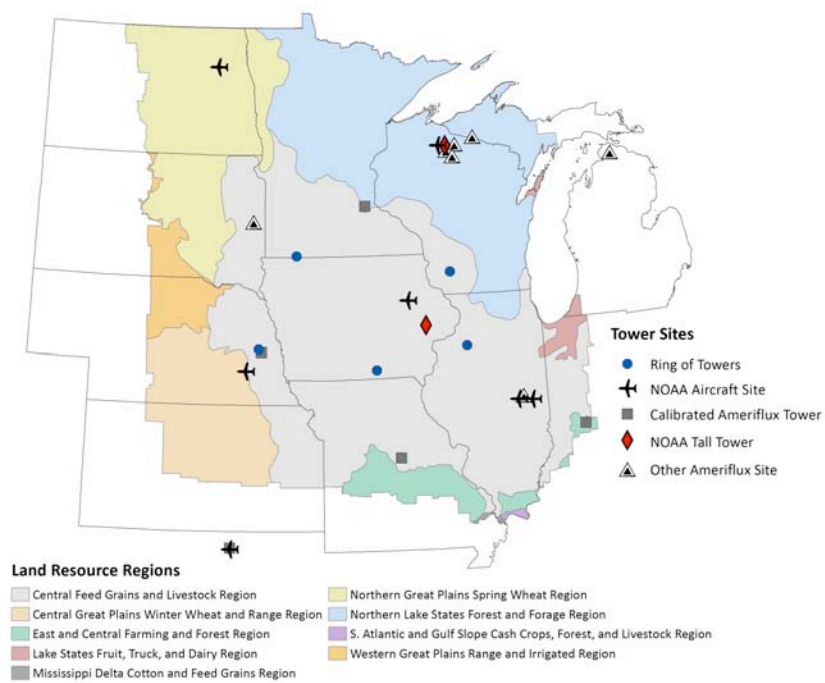 Tower Sites
Ring of Towers
NOAA Aircraft Site
Calibrated Ameriflux Tower
NOAA Tall Tower
Other Ameriflux Site
Land Resource Regions
Central Feed Grains and Livestock Region
Central Great Plains Winter Wheat and Range Region
East and Central Farming and Forest Region
Lake States Fruit, Truck, and Dairy Region
Mississippi Delta Cotton and Feed Grains Region
Northern Great Plains Spring Wheat Region
Northern Lake States Forest and Forage Region
S. Atlantic and Gulf Slope Cash Crops, Forest, and Livestock Region
Western Great Plains Range and Irrigated Region